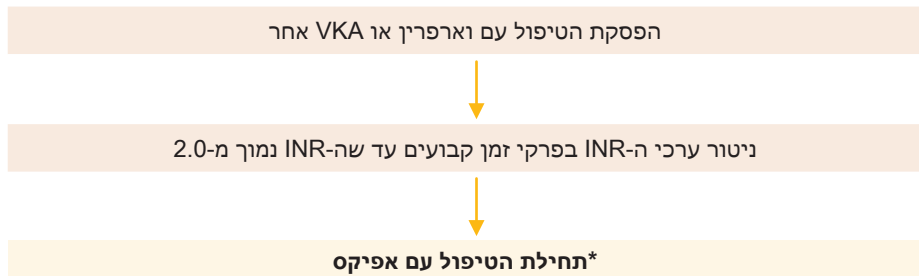 הפסקת הטיפול עם וארפרין או VKA אחר
ניטור ערכי ה-INR בפרקי זמן קבועים עד שה-INR נמוך מ-2.0
*תחילת הטיפול עם אפיקס